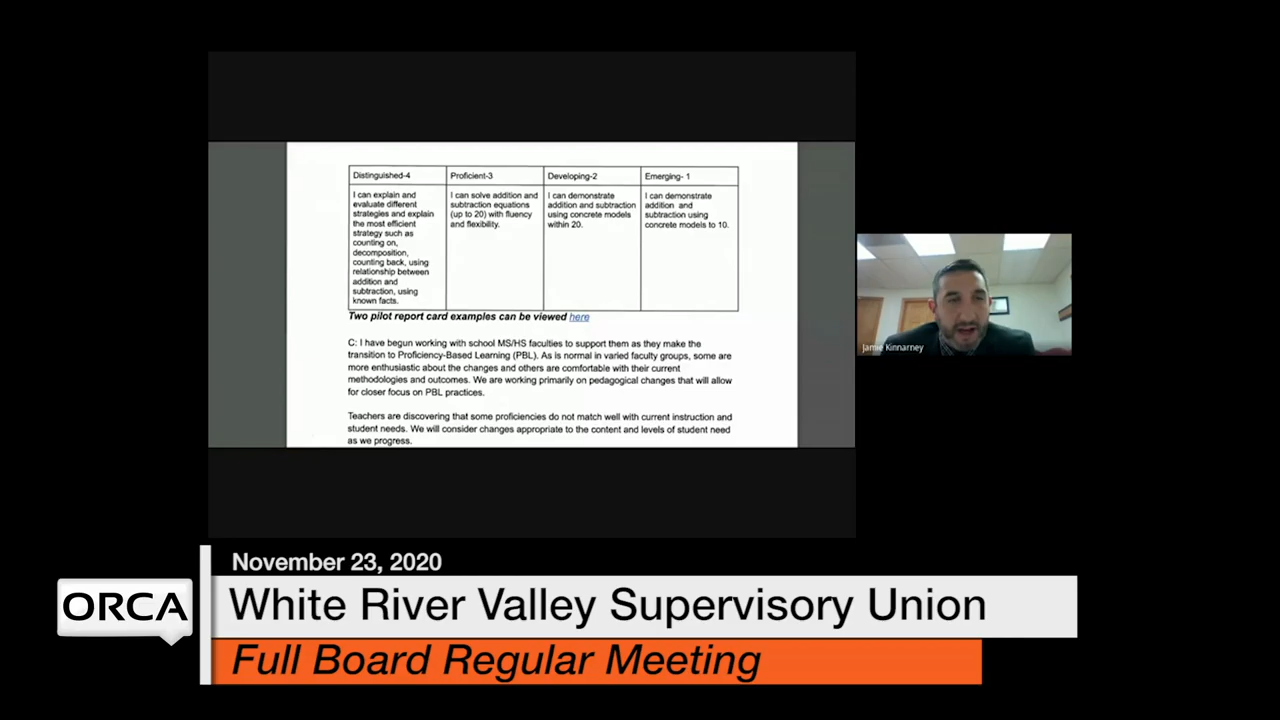 Distinguished-4
Proficient-3
Developing-2
Emerging- 1
I can explain and
evaluate different
strategies and explain
the most efficient
strategy such as
counting on,
decomposition,
counting back, using
relationship between
addition and
subtraction, using
known facts.
I can solve addition and
subtraction equations
(up to 20) with fluency
and flexibility.
I can demonstrate
addition and subtraction
using concrete models
within 20.
I can demonstrate
addition and
subtraction using
concrete models to 10.
Two pilot report card examples can be viewed here
C: I have begun working with school MS/HS faculties to support them as they make the
transition to Proficiency-Based Learning (PBL). As is normal in varied faculty groups, some are
more enthusiastic about the changes and others are comfortable with their current
methodologies and outcomes. We are working primarily on pedagogical changes that will allow
for closer focus on PBL practices.
Teachers are discovering that some proficiencies do not match well with current instruction and
student needs. We will consider changes appropriate to the content and levels of student need
as we progress.
Jamie Kinnarney
November 23, 2020
ORCA
White River Valley Supervisory Union
Full Board Regular Meeting